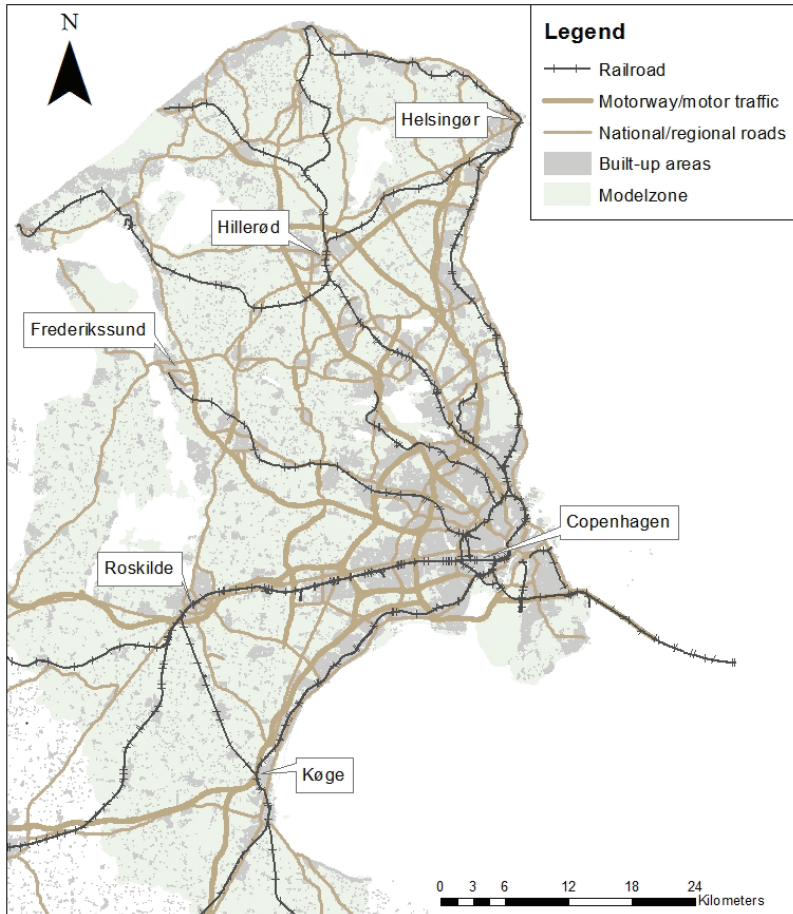 N
Legend
Railroad
Motorway/motor traffic
National/regional roads
Built-up areas
Modelzone
Helsingør
Hillerød
Frederikssund
Copenhagen
Roskilde
Køge
0 3 6 12 18 24
Kilometers